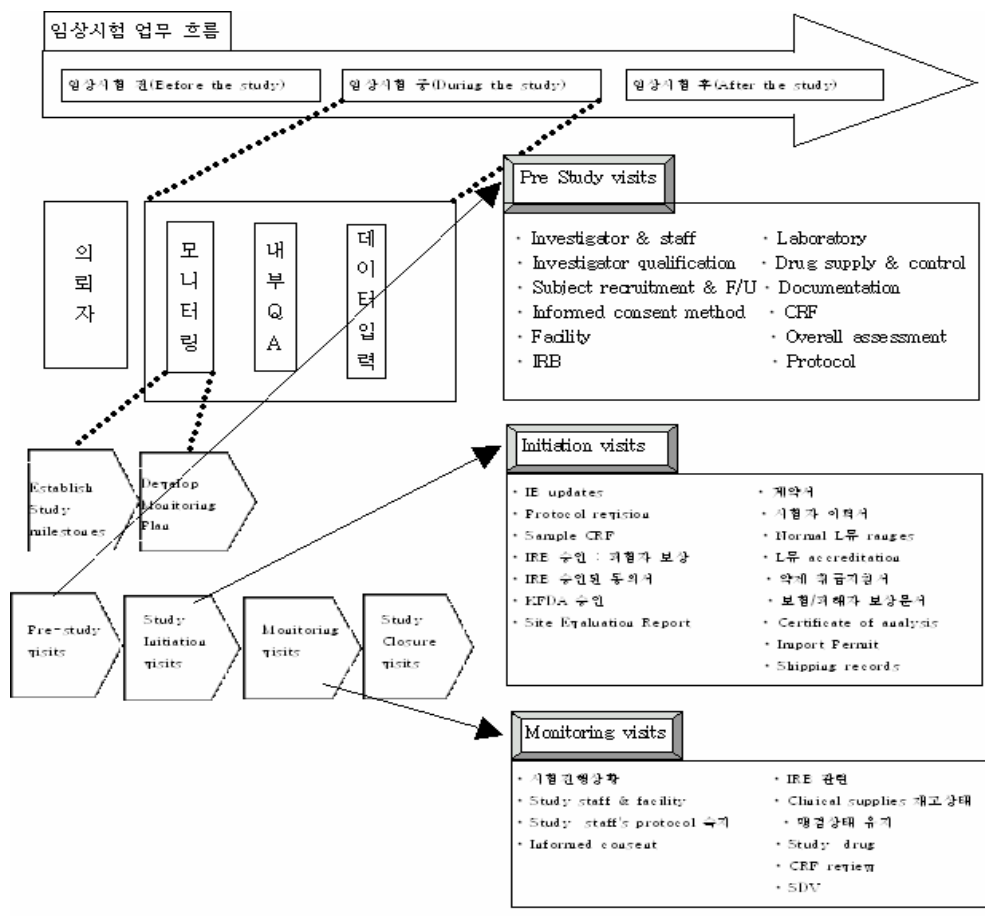 임상시험 업무 흐름
임상시험 전(Before the study)
임상시험 중(During the study)
임상시험 후(After the study)
의뢰자
모니터링
내부QA
데이터입력
Pre Study visits
· Investigator & staff
· Investigator qualification
· Subject recruitment & F/U
· Informed consent method
· Facility
· IRB
· Laboratory
· Drug supply & control
· Documentation
· CRF
· Overall assessment
· Protocol
Establish
Study
milestones
Develop
Monitoring
Plan
Initiation visits
· IB updates
· Protocol revision
· Sample CRF
· IRB 승인 : 피험자 보상
· IRB 승인된 동의서
· KFDA 승인
· Site Evaluation Report
· 계약서
· 시험자 이력서
· Normal L뮤 ranges
· L뮤 accreditation
· 약제 취급지침서
· 보험/피해자 보상문서
· Certificate of analysis
· Import Permit
· Shipping records
Pre-study
visits
Study
Initiation
visits
Monitoring
visits
Study
Closure
visits
Monitoring visits
· 시험진행상황
· Study staff & facility
· Study staff's protocol 숙지
· Informed consent
· IRB 관련
· Clinical supplies 재고상태
· 맹검상태 유지
· Study drug
· CRF review
· SDV